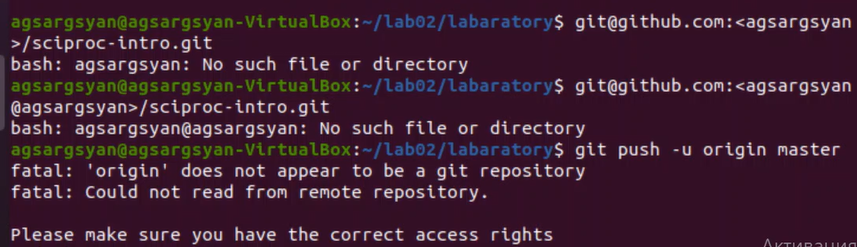 agsargsyan@agsargsyan-VirtualBox:~/lab02/labaratory$ git@github.com:<agsargsyan
>/sciproc-intro.git
bash: agsargsyan: No such file or directory
agsargsyan@agsargsyan-VirtualBox:~/lab02/labaratory$ git@github.com:<agsargsyan
@agsargsyan>/sciproc-intro.git
bash: agsargsyan@agsargsyan: No such file or directory
agsargsyan@agsargsyan-VirtualBox:~/lab02/labaratory$ git push -u origin master
fatal: 'origin' does not appear to be a git repository
fatal: Could not read from remote repository.
Please make sure you have the correct access rights
Активация